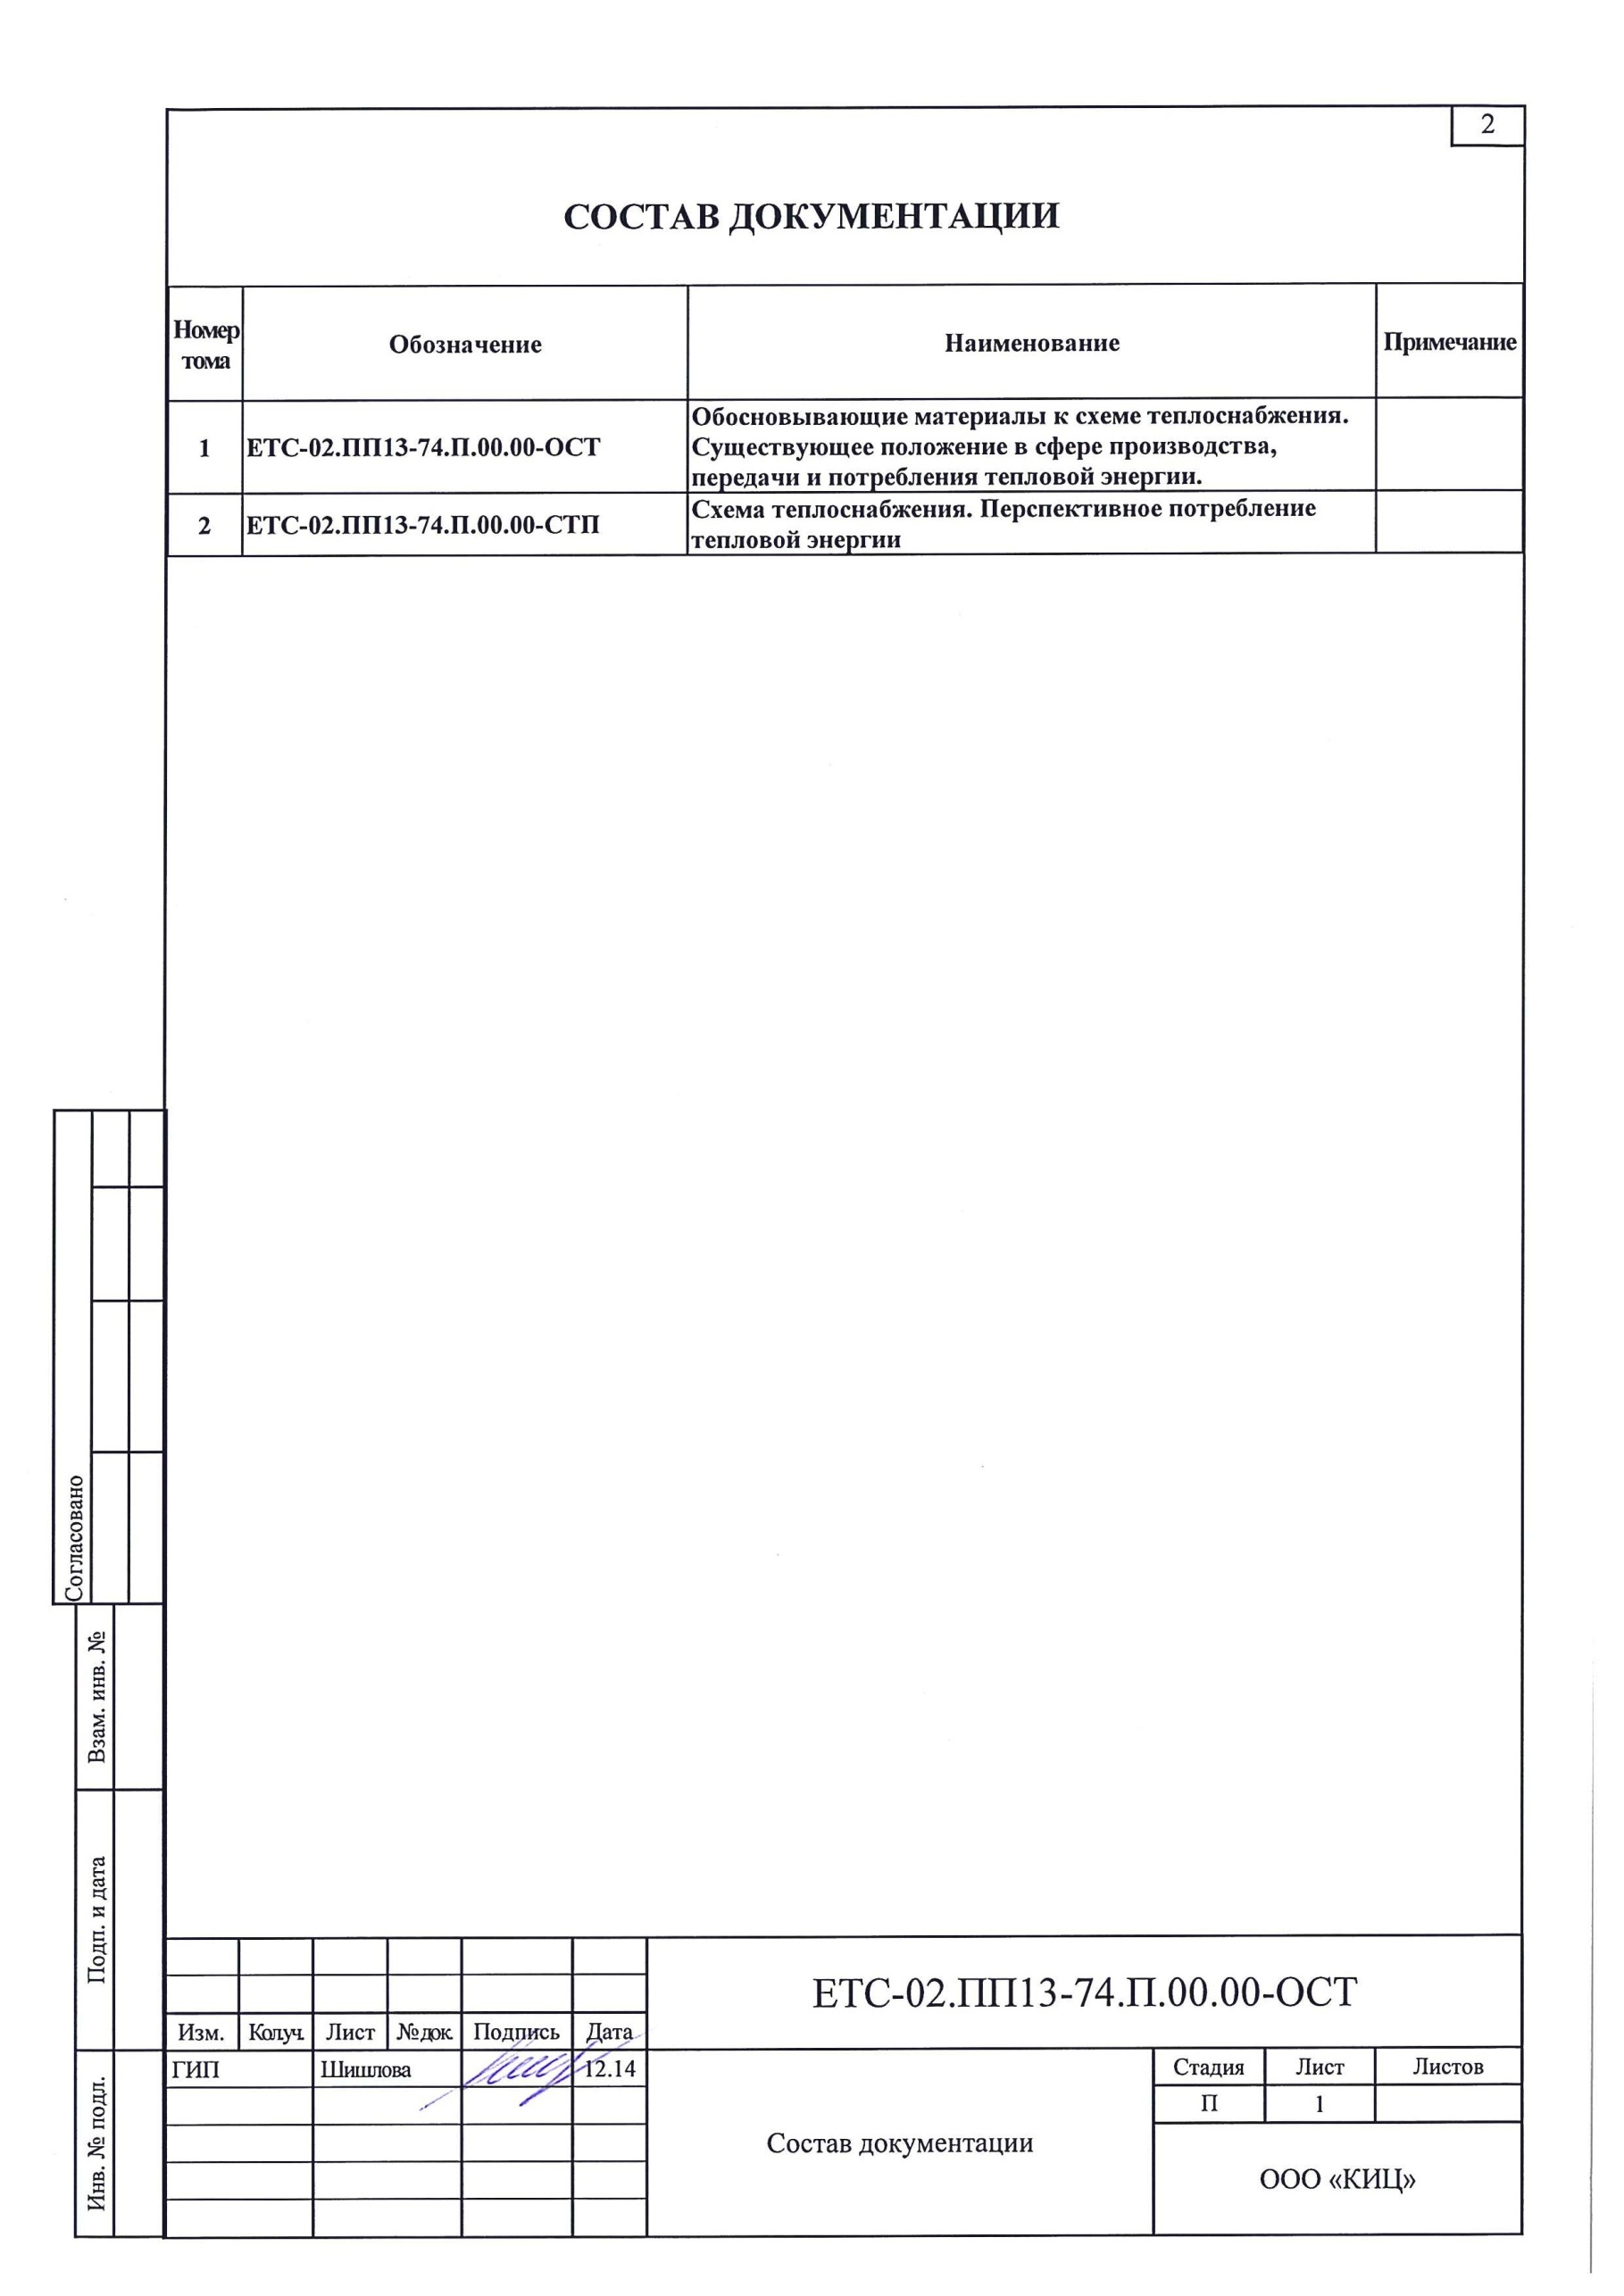 2
СОСТАВ ДОКУМЕНТАЦИИ
Номер тома
Обозначение
Наименование
Примечание
1
ЕТС-02.ПП13-74.П.00.00-ОСТ
Обосновывающие материалы к схеме теплоснабжения.
Существующее положение в сфере производства,
передачи и потребления тепловой энергии.
2
ЕТС-02.ПП13-74.П.00.00-СТП
Схема теплоснабжения. Перспективное потребление
тепловой энергии
Согласовано
Взам. инв. №
Подп. и дата
Инв. № подл.
ЕТС-02.ПП13-74.П.00.00-ОСТ
Изм. Колуч. Лист №док. Подпись Дата
ГИП Шишлова 12.14
Состав документации
Стадия Лист Листов
П 1
ООО «КИЦ»